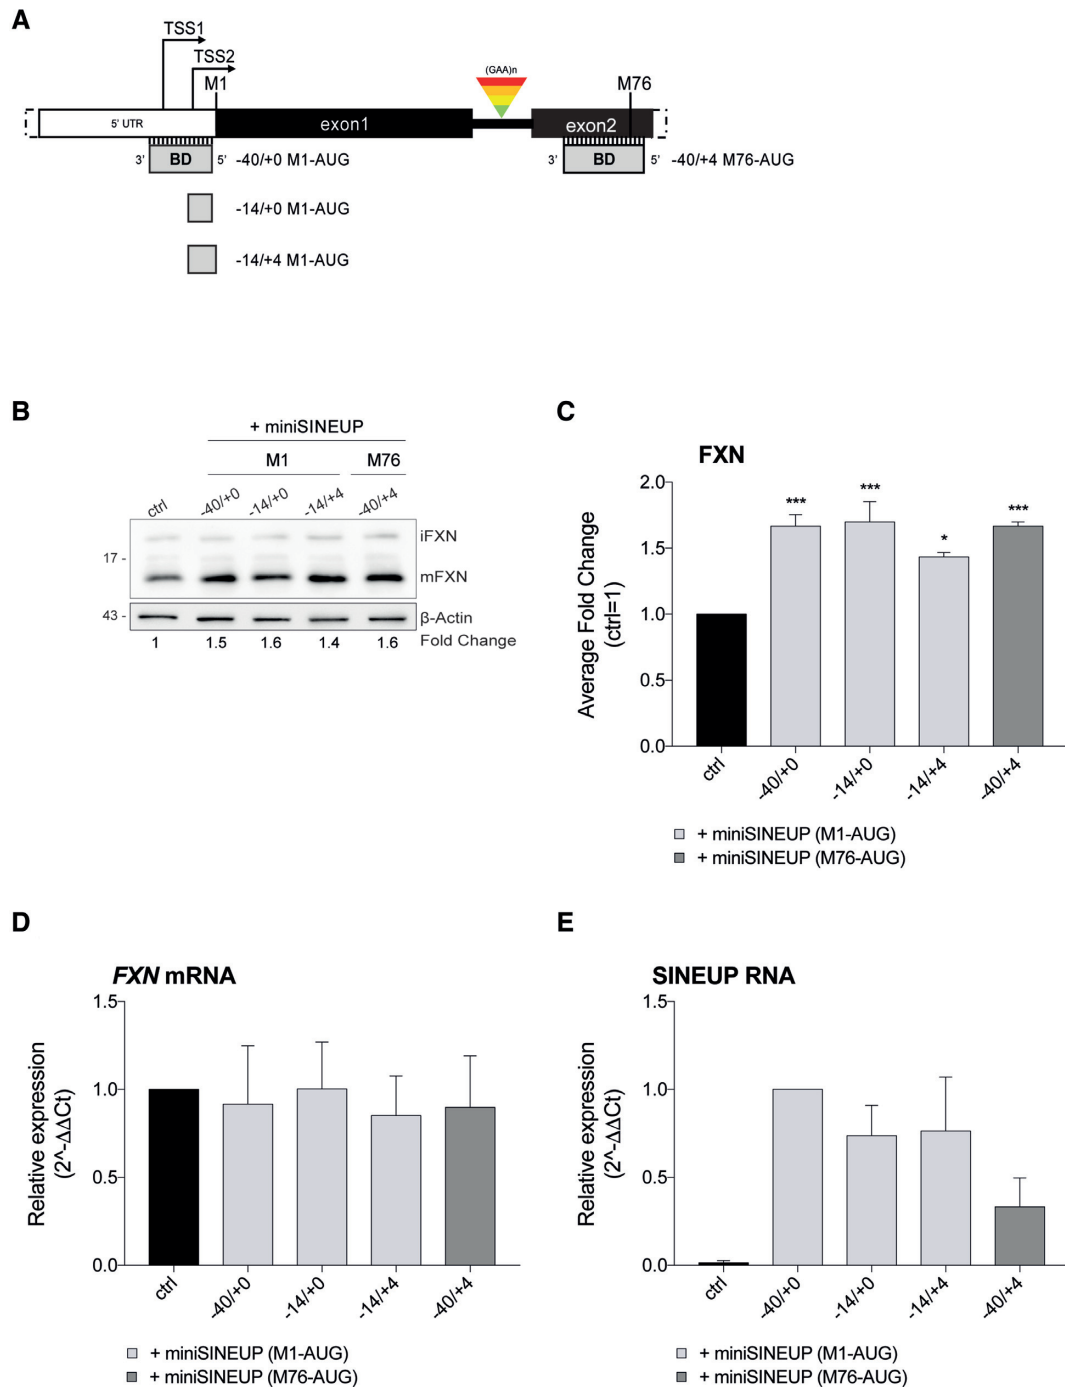 A
TSS1
TSS2
M1
(GAA)n
M76
5' UTR
exon1
exon2
3' BD 5' -40/+0 M1-AUG
3' BD 5' -40/+4 M76-AUG
-14/+0 M1-AUG
-14/+4 M1-AUG
B
+ miniSINEUP
M1 M76
ctrl -40/+0 -14/+0 -14/+4 -40/+4
iFXN
17 -
mFXN
43 - β-Actin
1 1.5 1.6 1.4 1.6 Fold Change
C
FXN
Average Fold Change
(ctrl=1)
2.0
1.5
1.0
0.5
0.0
*** *** * ***
ctrl -40/+0 -14/+0 -14/+4 -40/+4
+ miniSINEUP (M1-AUG)
+ miniSINEUP (M76-AUG)
D
FXN mRNA
Relative expression
(2^-ΔΔCt)
1.5
1.0
0.5
0.0
ctrl -40/+0 -14/+0 -14/+4 -40/+4
+ miniSINEUP (M1-AUG)
+ miniSINEUP (M76-AUG)
E
SINEUP RNA
Relative expression
(2^-ΔΔCt)
1.5
1.0
0.5
0.0
ctrl -40/+0 -14/+0 -14/+4 -40/+4
+ miniSINEUP (M1-AUG)
+ miniSINEUP (M76-AUG)